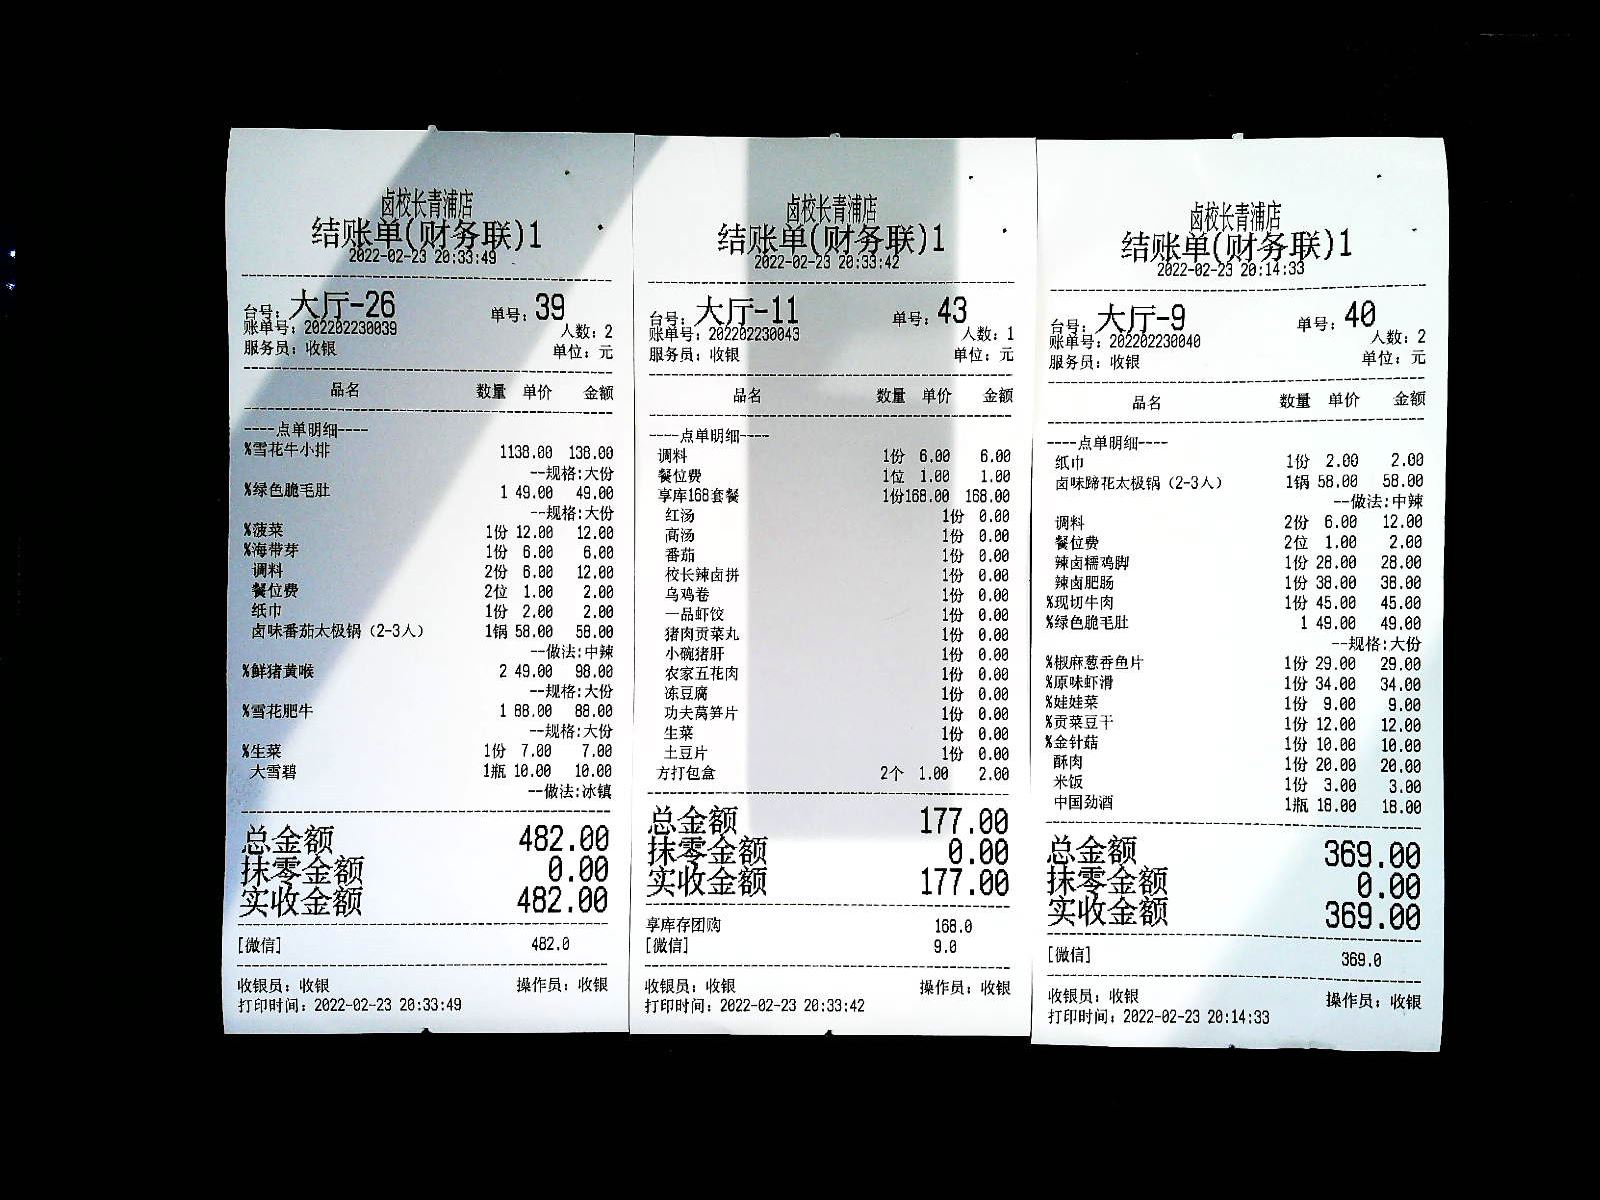 卤校长青浦店
结账单(财务联)1
2022-02-23 20:33:49
台号: 大厅-26 单号: 39
账单号: 202202230039 人数: 2
服务员: 收银 单位: 元
品名 数量 单价 金额
----点单明细----
%雪花牛小排 1138.00 138.00
--规格:大份
%绿色脆毛肚 1 49.00 49.00
--规格:大份
%菠菜 1份 12.00 12.00
%海带芽 1份 6.00 6.00
调料 2份 6.00 12.00
餐位费 2位 1.00 2.00
纸巾 1份 2.00 2.00
卤味番茄太极锅（2-3人） 1锅 58.00 58.00
--做法:中辣
%鲜猪黄喉 2 49.00 98.00
--规格:大份
%雪花肥牛 1 88.00 88.00
--规格:大份
%生菜 1份 7.00 7.00
大雪碧 1瓶 10.00 10.00
--做法:冰镇
总金额 482.00
抹零金额 0.00
实收金额 482.00
[微信] 482.0
收银员: 收银 操作员: 收银
打印时间: 2022-02-23 20:33:49
卤校长青浦店
结账单(财务联)1
2022-02-23 20:33:42
台号: 大厅-11 单号: 43
账单号: 202202230043 人数: 1
服务员: 收银 单位: 元
品名 数量 单价 金额
----点单明细----
调料 1份 6.00 6.00
餐位费 1位 1.00 1.00
享库168套餐 1份168.00 168.00
红汤 1份 0.00
高汤 1份 0.00
番茄 1份 0.00
校长辣卤拼 1份 0.00
乌鸡卷 1份 0.00
一品虾饺 1份 0.00
猪肉贡菜丸 1份 0.00
小碗猪肝 1份 0.00
农家五花肉 1份 0.00
冻豆腐 1份 0.00
功夫莴笋片 1份 0.00
生菜 1份 0.00
土豆片 1份 0.00
方打包盒 2个 1.00 2.00
总金额 177.00
抹零金额 0.00
实收金额 177.00
享库存团购 168.0
[微信] 9.0
收银员: 收银 操作员: 收银
打印时间: 2022-02-23 20:33:42
卤校长青浦店
结账单(财务联)1
2022-02-23 20:14:33
台号: 大厅-9 单号: 40
账单号: 202202230040 人数: 2
服务员: 收银 单位: 元
品名 数量 单价 金额
----点单明细----
纸巾 1份 2.00 2.00
卤味蹄花太极锅（2-3人） 1锅 58.00 58.00
--做法:中辣
调料 2份 6.00 12.00
餐位费 2位 1.00 2.00
辣卤糯鸡脚 1份 28.00 28.00
辣卤肥肠 1份 38.00 38.00
%现切牛肉 1份 45.00 45.00
%绿色脆毛肚 1 49.00 49.00
--规格:大份
%椒麻葱香鱼片 1份 29.00 29.00
%原味虾滑 1份 34.00 34.00
%娃娃菜 1份 9.00 9.00
%贡菜豆干 1份 12.00 12.00
%金针菇 1份 10.00 10.00
酥肉 1份 20.00 20.00
米饭 1份 3.00 3.00
中国劲酒 1瓶 18.00 18.00
总金额 369.00
抹零金额 0.00
实收金额 369.00
[微信] 369.0
收银员: 收银 操作员: 收银
打印时间: 2022-02-23 20:14:33